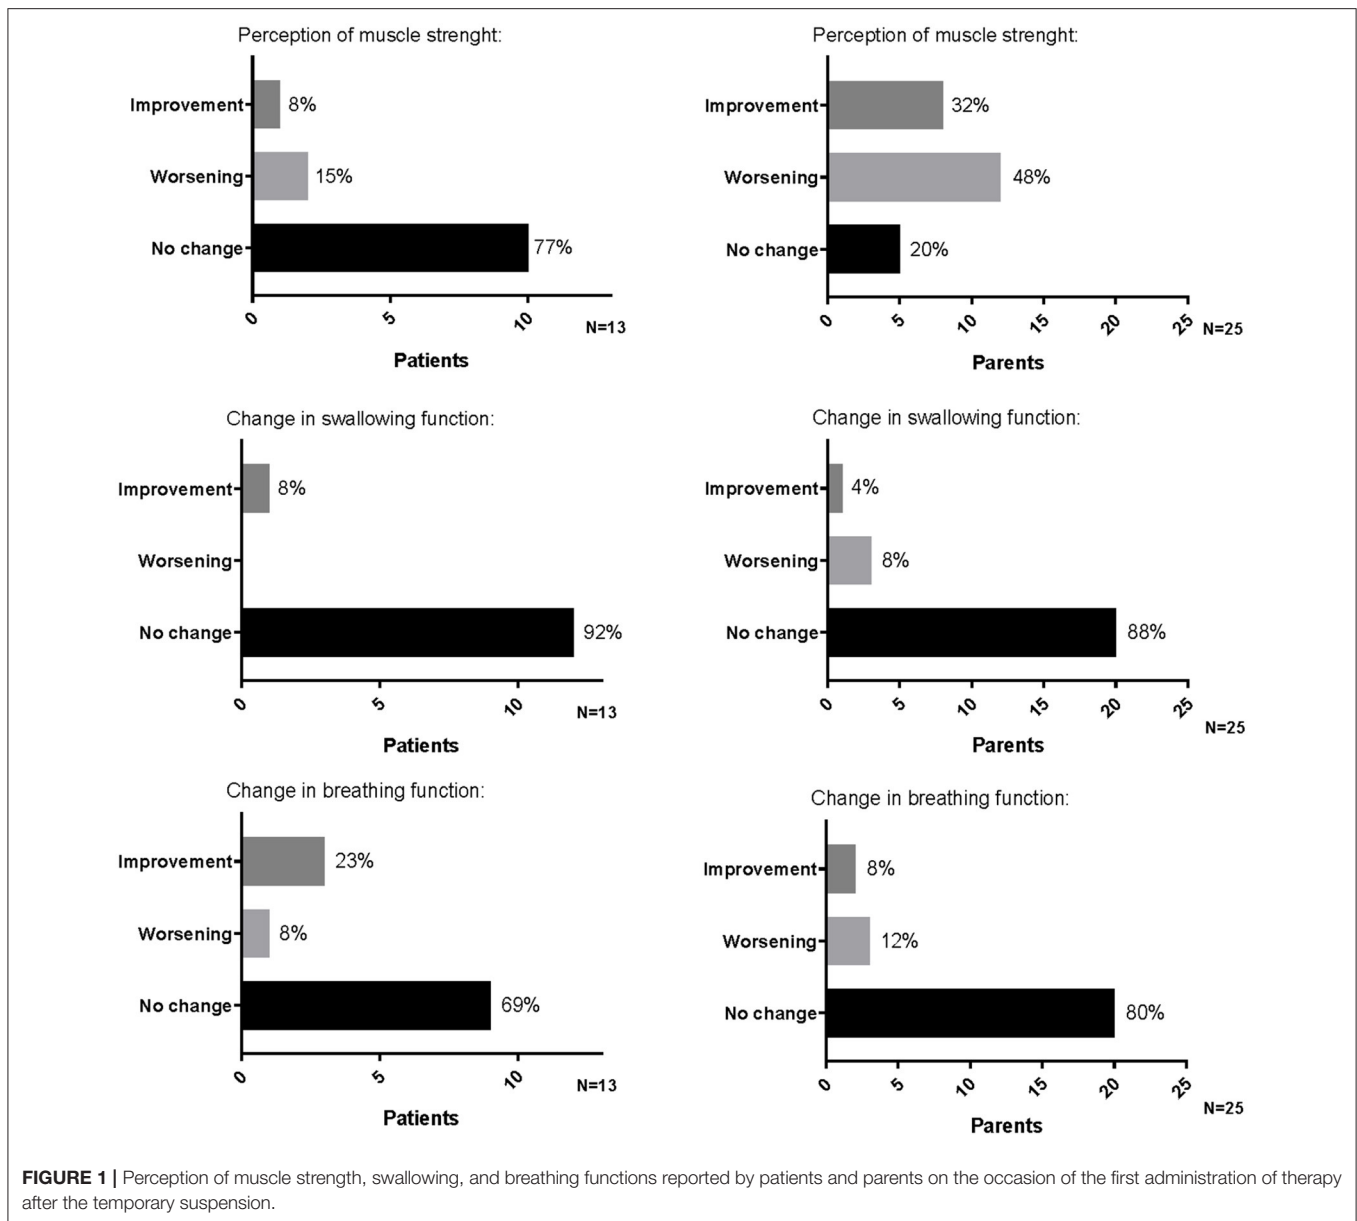 Perception of muscle strenght:
Improvement
8%
Worsening
15%
No change
77%
0 5 10
N=13
Patients
Perception of muscle strenght:
Improvement
32%
Worsening
48%
No change
20%
0 5 10 15 20 25
N=25
Parents
Change in swallowing function:
Improvement
8%
Worsening
No change
92%
0 5 10
N=13
Patients
Change in swallowing function:
Improvement
4%
Worsening
8%
No change
88%
0 5 10 15 20 25
N=25
Parents
Change in breathing function:
Improvement
23%
Worsening
8%
No change
69%
0 5 10
N=13
Patients
Change in breathing function:
Improvement
8%
Worsening
12%
No change
80%
0 5 10 15 20 25
N=25
Parents
FIGURE 1 | Perception of muscle strength, swallowing, and breathing functions reported by patients and parents on the occasion of the first administration of therapy
after the temporary suspension.